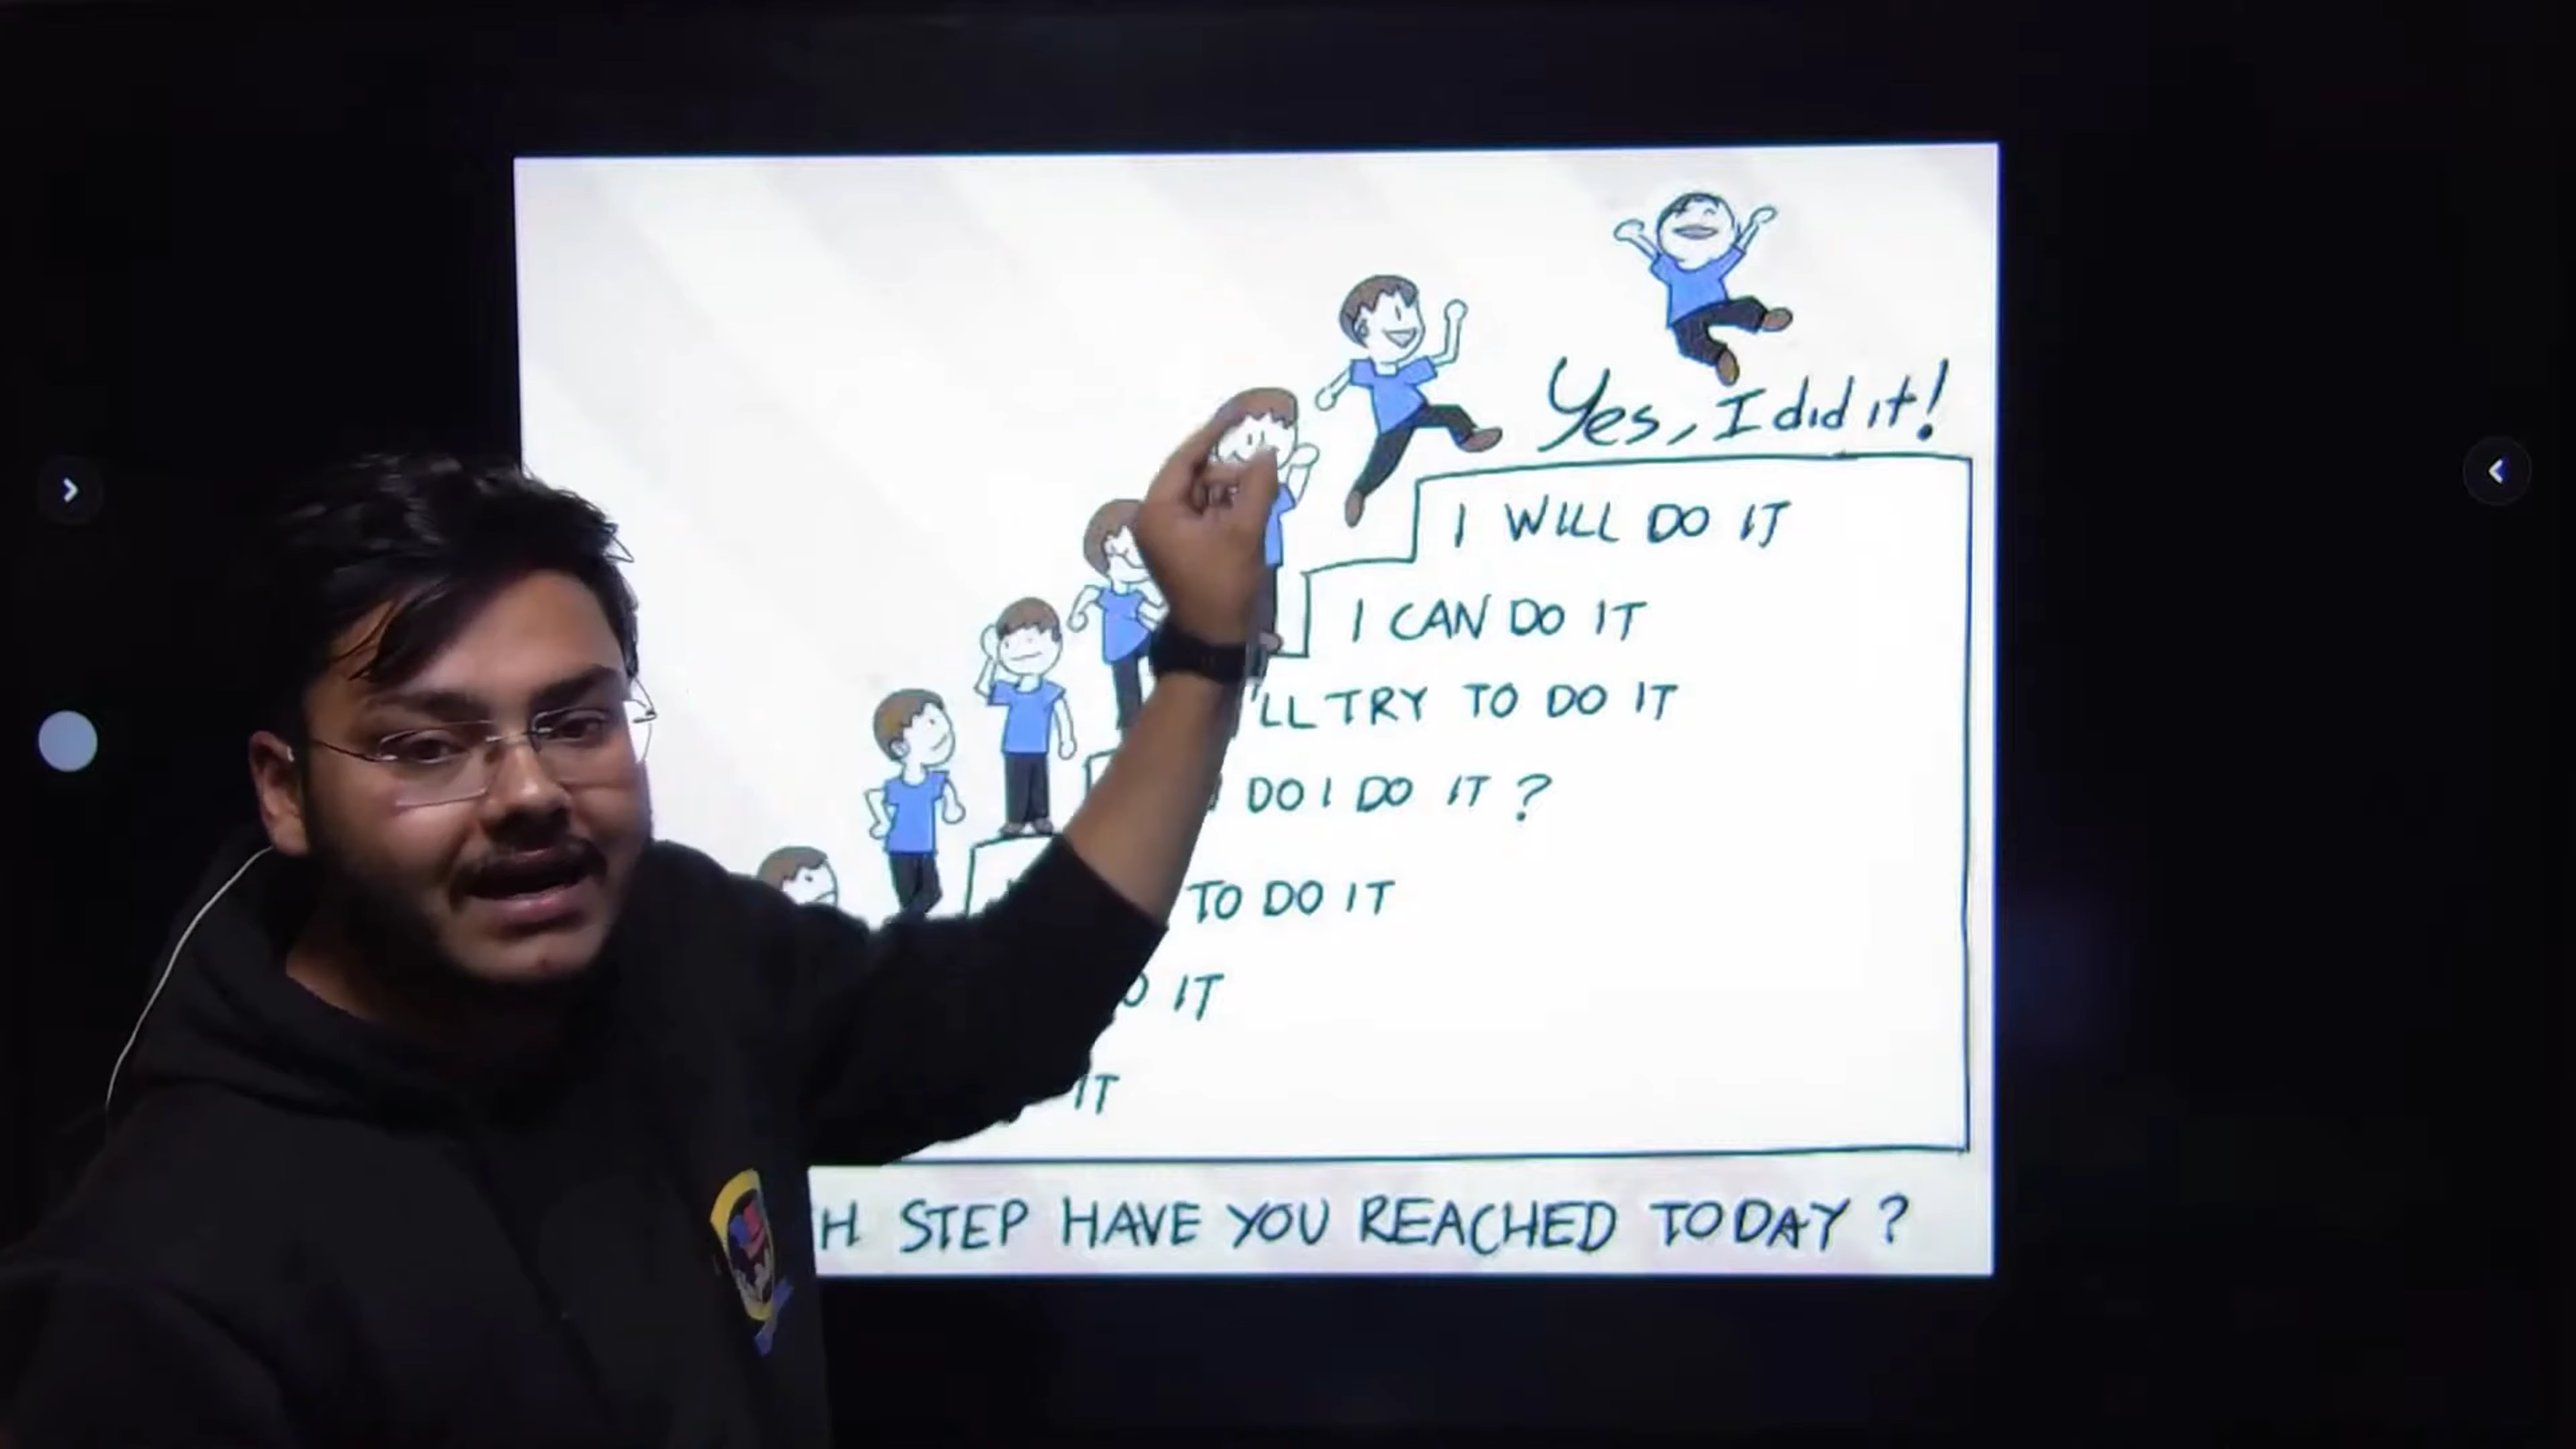 Yes, I did it!
I WILL DO IT
I CAN DO IT
'LL TRY TO DO IT
DO I DO IT ?
TO DO IT
IT
IT
STEP HAVE YOU REACHED TODAY ?